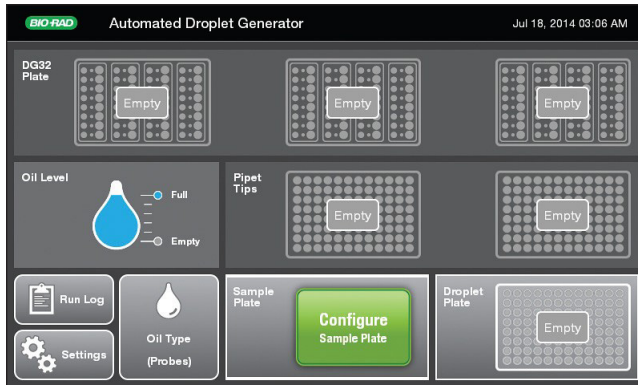 BIO-RAD Automated Droplet Generator Jul 18, 2014 03:06 AM
DG32
Plate
Empty Empty Empty
Oil Level
Full
Empty
Pipet
Tips
Empty Empty
Run Log
Settings
Oil Type
(Probes)
Sample
Plate
Configure
Sample Plate
Droplet
Plate
Empty